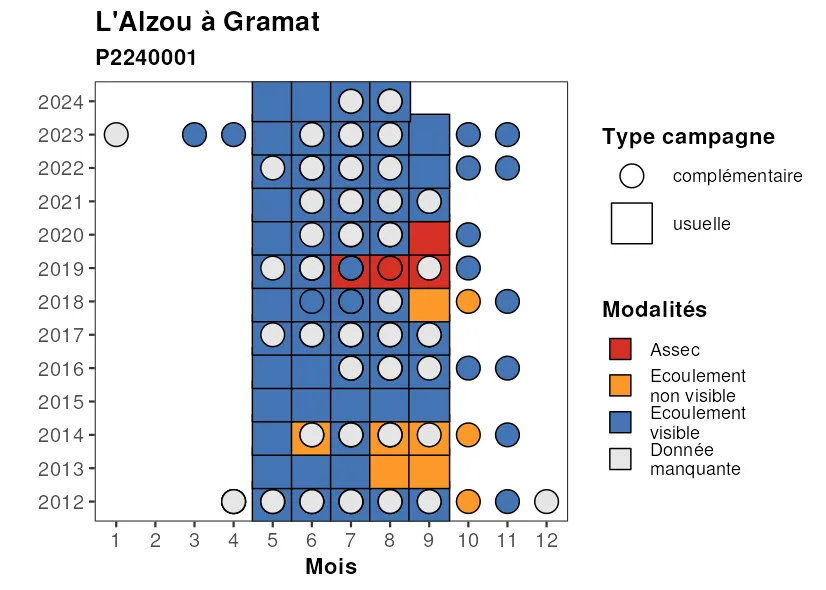 L'Alzou à Gramat
P2240001
2024
2023
2022
2021
2020
2019
2018
2017
2016
2015
2014
2013
2012
1 2 3 4 5 6 7 8 9 10 11 12
Mois
Type campagne
complémentaire
usuelle
Modalités
Assec
Ecoulement
non visible
Ecoulement
visible
Donnée
manquante